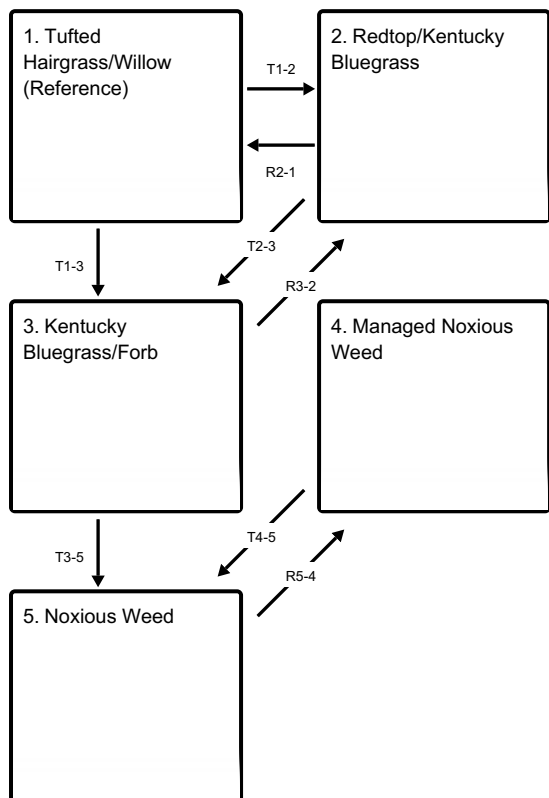 1. Tufted
Hairgrass/Willow
(Reference)
T1-2
2. Redtop/Kentucky
Bluegrass
R2-1
T1-3
T2-3
R3-2
3. Kentucky
Bluegrass/Forb
4. Managed Noxious
Weed
T3-5
T4-5
R5-4
5. Noxious Weed